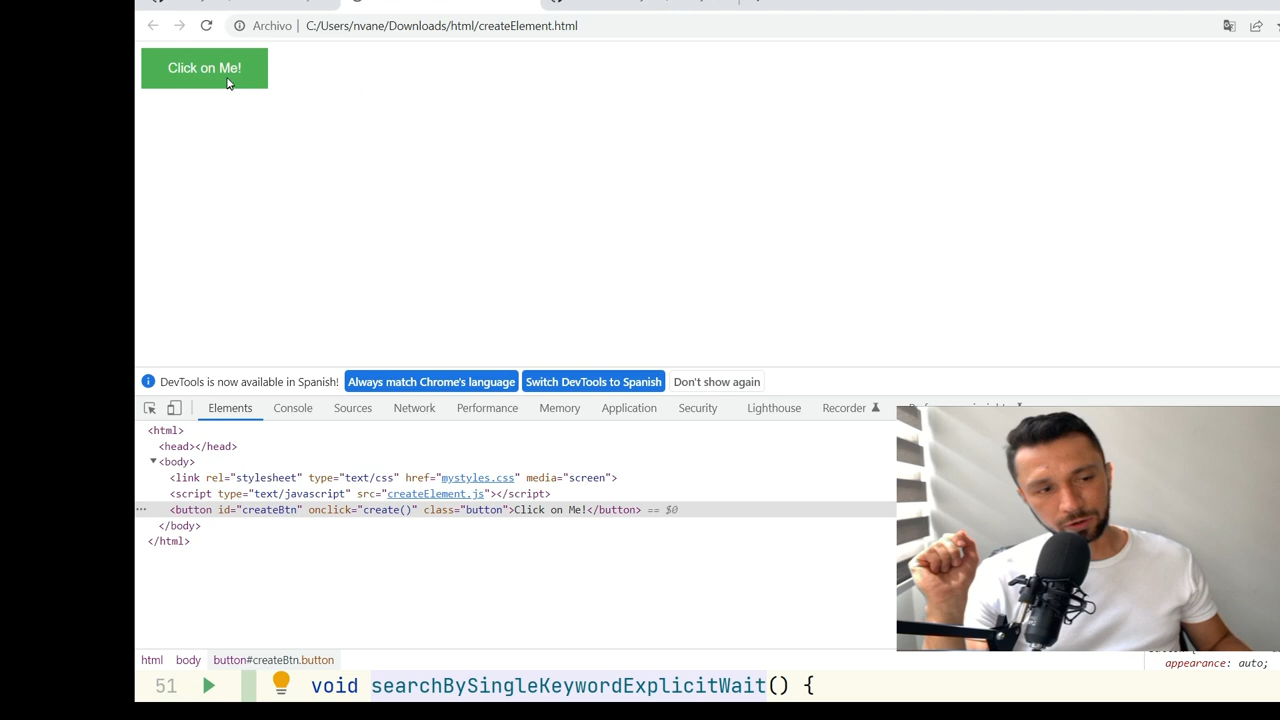 Archivo | C:/Users/nvane/Downloads/html/createElement.html
Click on Me!
DevTools is now available in Spanish! Always match Chrome's language Switch DevTools to Spanish Don't show again
Elements Console Sources Network Performance Memory Application Security Lighthouse Recorder
<html>
<head></head>
<body>
<link rel="stylesheet" type="text/css" href="mystyles.css" media="screen">
<script type="text/javascript" src="createElement.js"></script>
··· <button id="createBtn" onclick="create()" class="button">Click on Me!</button> == $0
</body>
</html>
html body button#createBtn.button
appearance: auto;
51 void searchBySingleKeywordExplicitWait() {